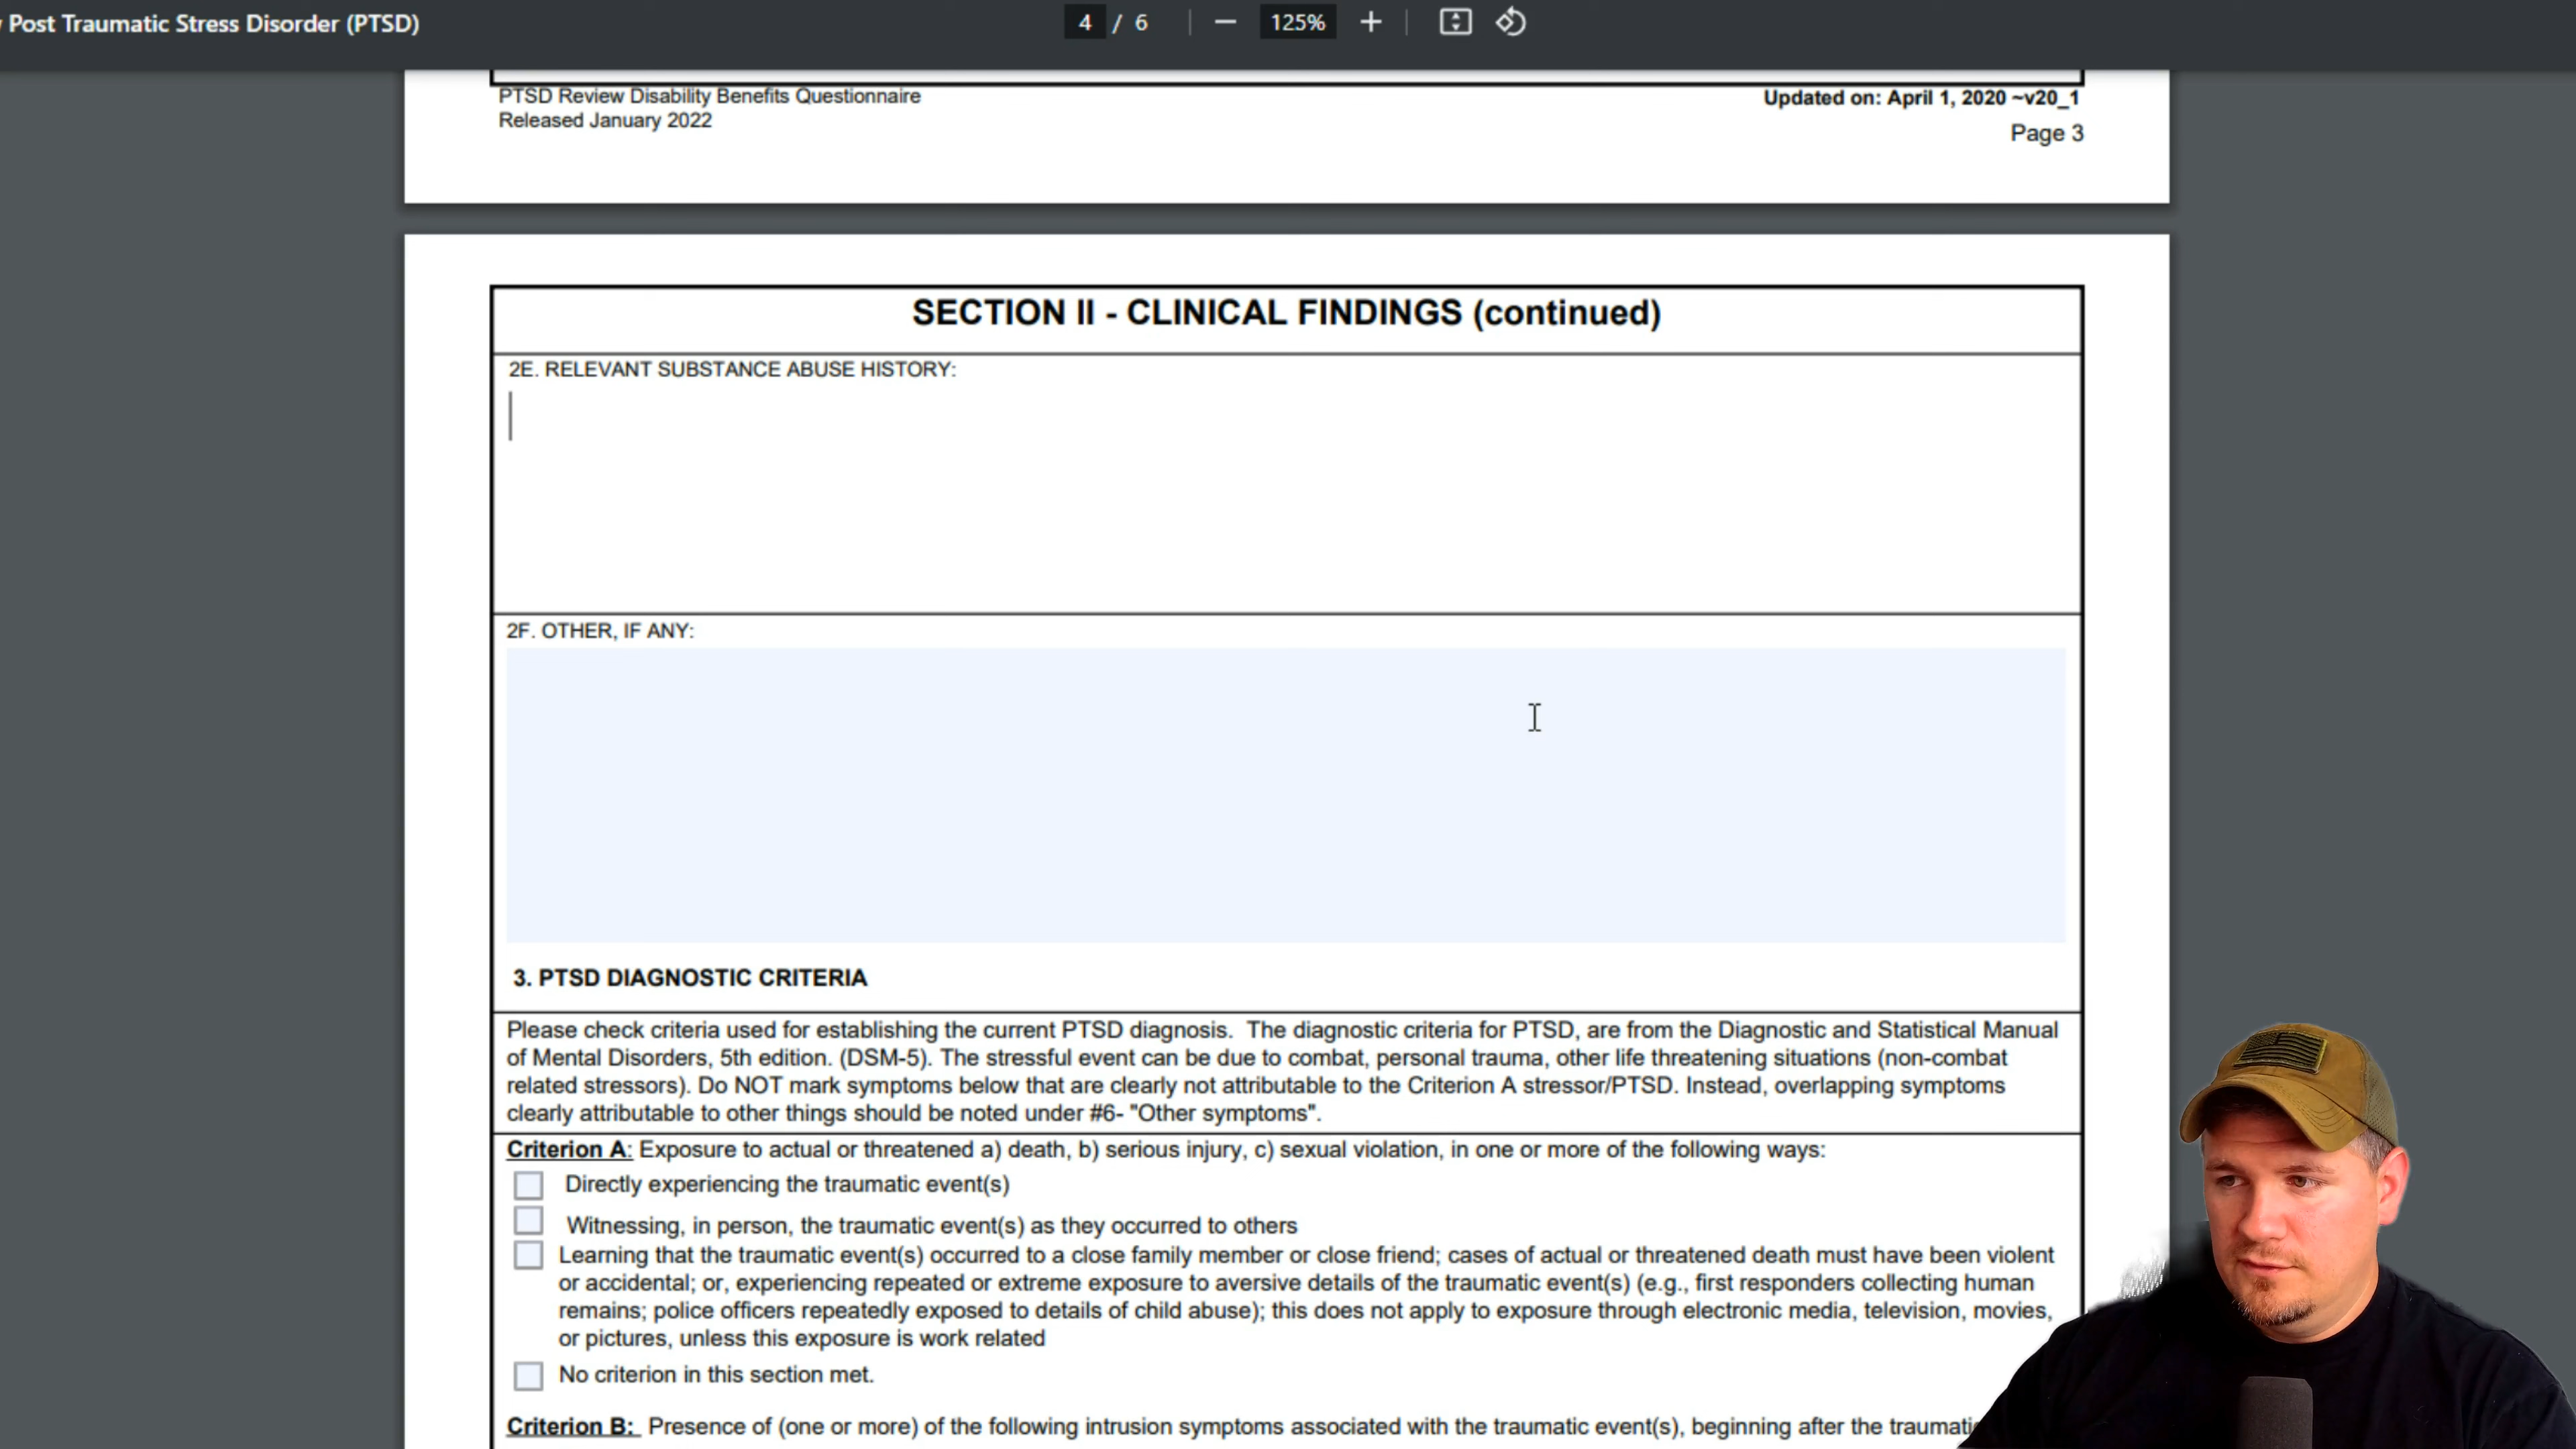 Post Traumatic Stress Disorder (PTSD)
4 / 6
125%
PTSD Review Disability Benefits Questionnaire
Released January 2022
Updated on: April 1, 2020 ~v20_1
Page 3
SECTION II - CLINICAL FINDINGS (continued)
2E. RELEVANT SUBSTANCE ABUSE HISTORY:
2F. OTHER, IF ANY:
3. PTSD DIAGNOSTIC CRITERIA
Please check criteria used for establishing the current PTSD diagnosis. The diagnostic criteria for PTSD, are from the Diagnostic and Statistical Manual
of Mental Disorders, 5th edition. (DSM-5). The stressful event can be due to combat, personal trauma, other life threatening situations (non-combat
related stressors). Do NOT mark symptoms below that are clearly not attributable to the Criterion A stressor/PTSD. Instead, overlapping symptoms
clearly attributable to other things should be noted under #6- "Other symptoms".
Criterion A: Exposure to actual or threatened a) death, b) serious injury, c) sexual violation, in one or more of the following ways:
Directly experiencing the traumatic event(s)
Witnessing, in person, the traumatic event(s) as they occurred to others
Learning that the traumatic event(s) occurred to a close family member or close friend; cases of actual or threatened death must have been violent
or accidental; or, experiencing repeated or extreme exposure to aversive details of the traumatic event(s) (e.g., first responders collecting human
remains; police officers repeatedly exposed to details of child abuse); this does not apply to exposure through electronic media, television, movies,
or pictures, unless this exposure is work related
No criterion in this section met.
Criterion B: Presence of (one or more) of the following intrusion symptoms associated with the traumatic event(s), beginning after the